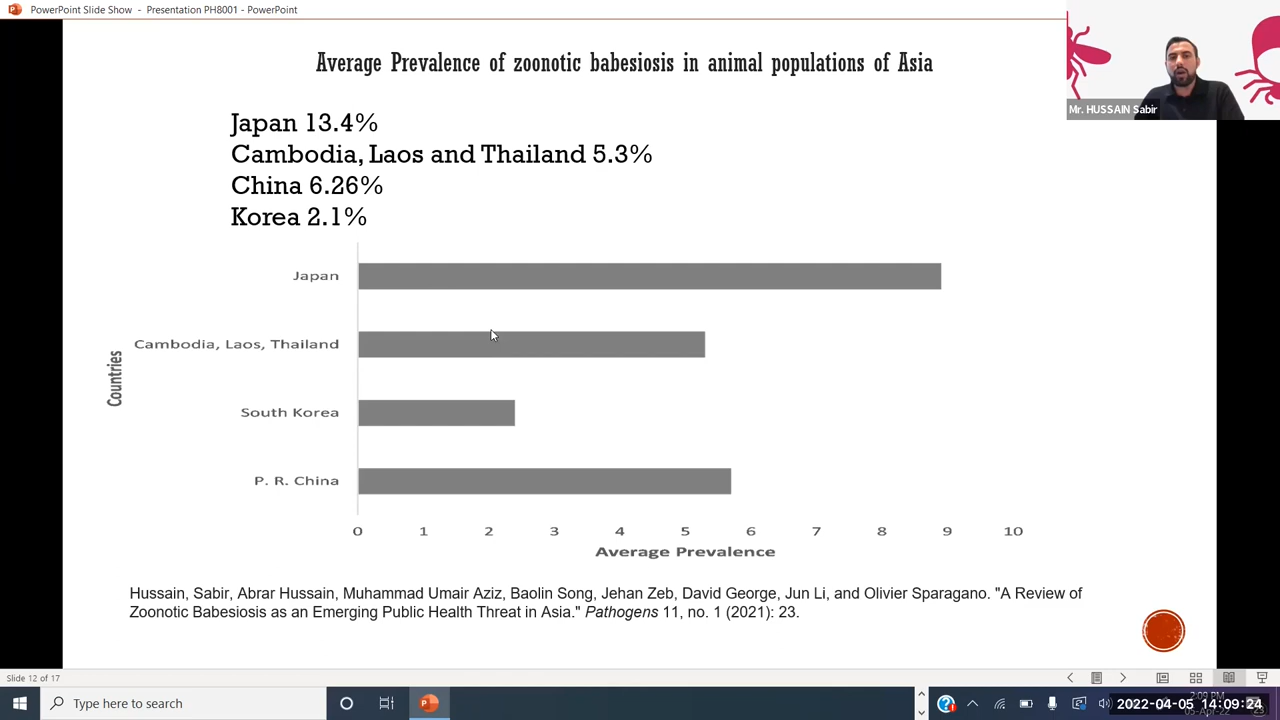 PowerPoint Slide Show - Presentation PH8001 - PowerPoint
Average Prevalence of zoonotic babesiosis in animal populations of Asia
Mr. HUSSAIN Sabir
Japan 13.4%
Cambodia, Laos and Thailand 5.3%
China 6.26%
Korea 2.1%
Countries
Japan
Cambodia, Laos, Thailand
South Korea
P. R. China
0 1 2 3 4 5 6 7 8 9 10
Average Prevalence
Hussain, Sabir, Abrar Hussain, Muhammad Umair Aziz, Baolin Song, Jehan Zeb, David George, Jun Li, and Olivier Sparagano. "A Review of
Zoonotic Babesiosis as an Emerging Public Health Threat in Asia." Pathogens 11, no. 1 (2021): 23.
Slide 12 of 17
Type here to search
2022-04-05 14:09:24